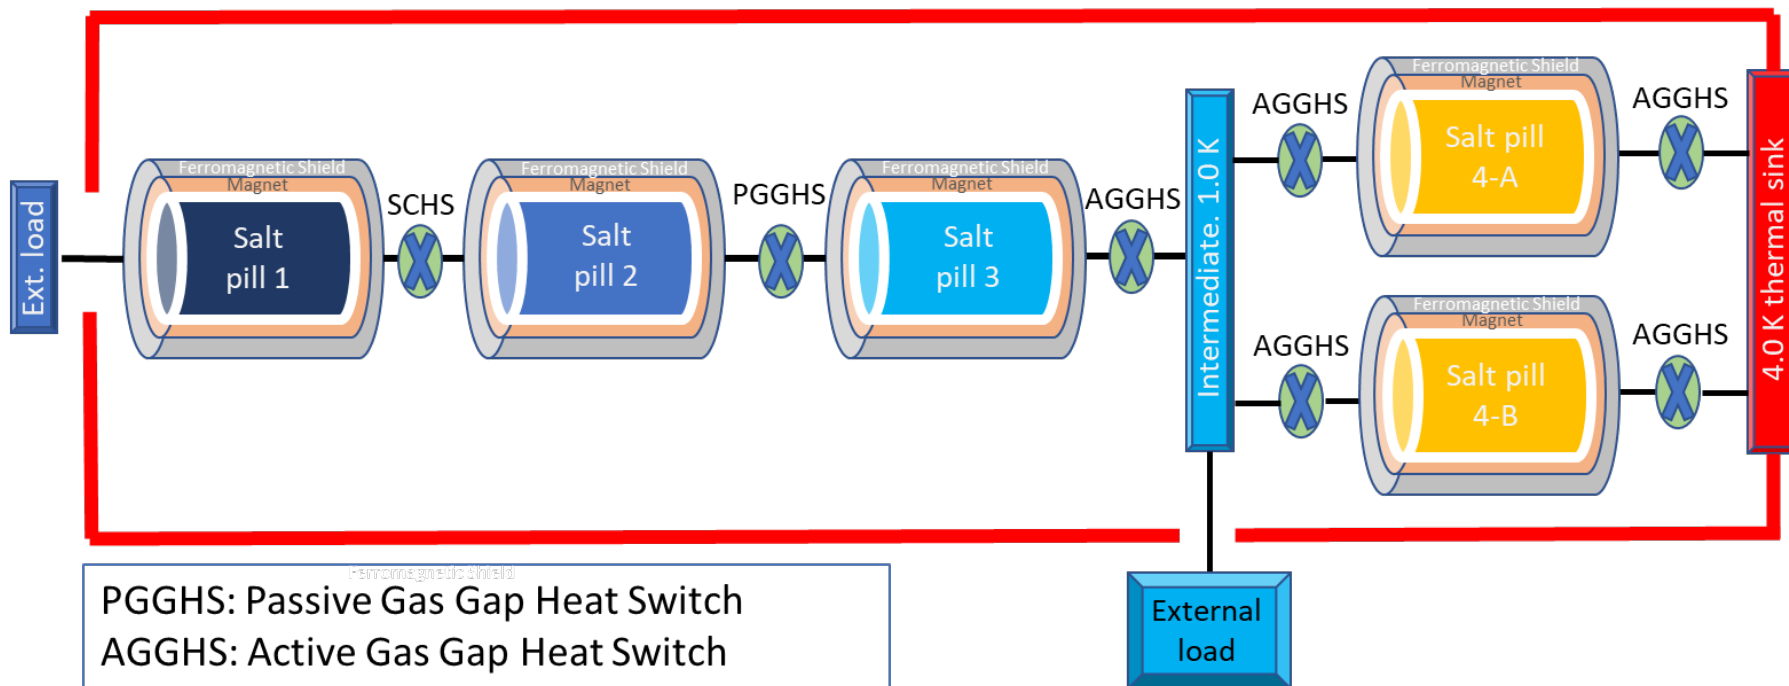 Ext. load
Ferromagnetic Shield
Magnet
Salt
pill 1
SCHS
Ferromagnetic Shield
Magnet
Salt
pill 2
PGGHS
Ferromagnetic Shield
Magnet
Salt
pill 3
AGGHS
Intermediate. 1.0 K
AGGHS
Ferromagnetic Shield
Magnet
Salt pill
4-A
AGGHS
AGGHS
Ferromagnetic Shield
Magnet
Salt pill
4-B
AGGHS
4.0 K thermal sink
External
load
Ferromagnetic Shield
PGGHS: Passive Gas Gap Heat Switch
AGGHS: Active Gas Gap Heat Switch